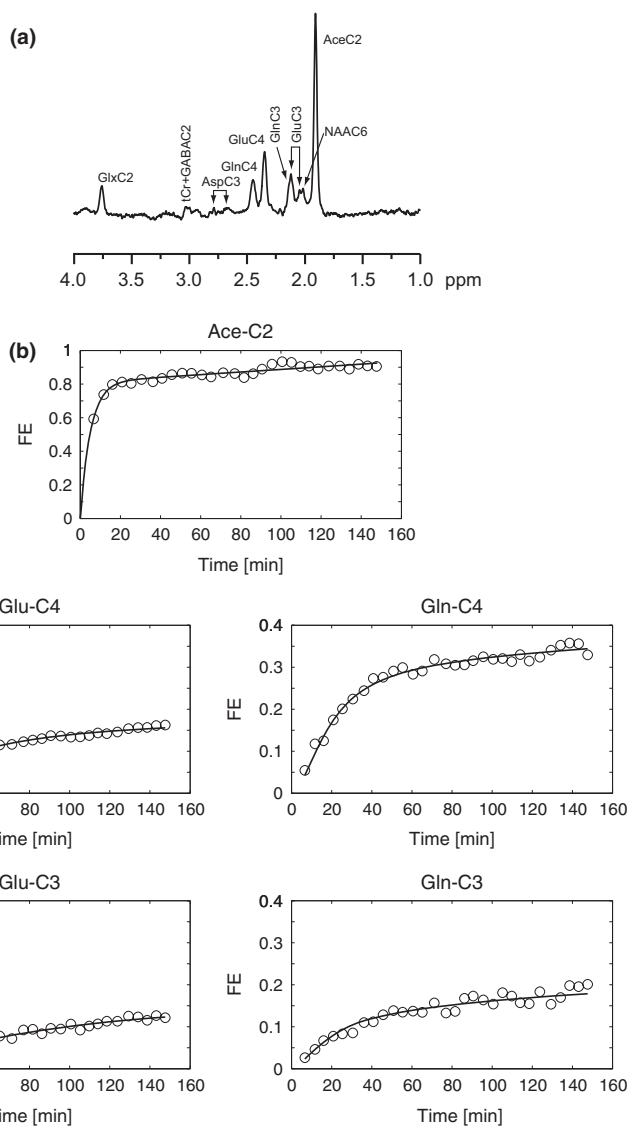 (a)
AceC2
GlnC3
GluC3
NAAC6
tCr+GABAC2
GluC4
GlnC4
AspC3
GlxC2
4.0 3.5 3.0 2.5 2.0 1.5 1.0 ppm
(b)
Ace-C2
1
0.8
0.6
0.4
0.2
0
FE
0 20 40 60 80 100 120 140 160
Time [min]
Glu-C4
80 100 120 140 160
ime [min]
Gln-C4
0.4
0.3
0.2
0.1
0
FE
0 20 40 60 80 100 120 140 160
Time [min]
Glu-C3
80 100 120 140 160
ime [min]
Gln-C3
0.4
0.3
0.2
0.1
0
FE
0 20 40 60 80 100 120 140 160
Time [min]